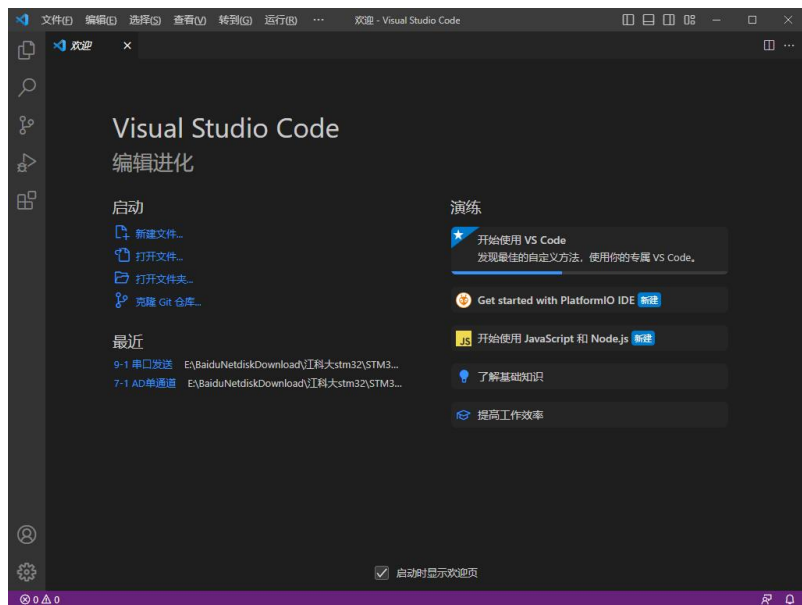 文件(F) 编辑(E) 选择(S) 查看(V) 转到(G) 运行(R) ··· 欢迎 - Visual Studio Code
欢迎
Visual Studio Code
编辑进化
启动
新建文件...
打开文件...
打开文件夹...
克隆 Git 仓库...
最近
9-1 串口发送 E:\BaiduNetdiskDownload\江科大stm32\STM3...
7-1 AD单通道 E:\BaiduNetdiskDownload\江科大stm32\STM3...
演练
开始使用 VS Code
发现最佳的自定义方法，使用你的专属 VS Code。
Get started with PlatformIO IDE 新建
JS 开始使用 JavaScript 和 Node.js 新建
了解基础知识
提高工作效率
启动时显示欢迎页
0 0